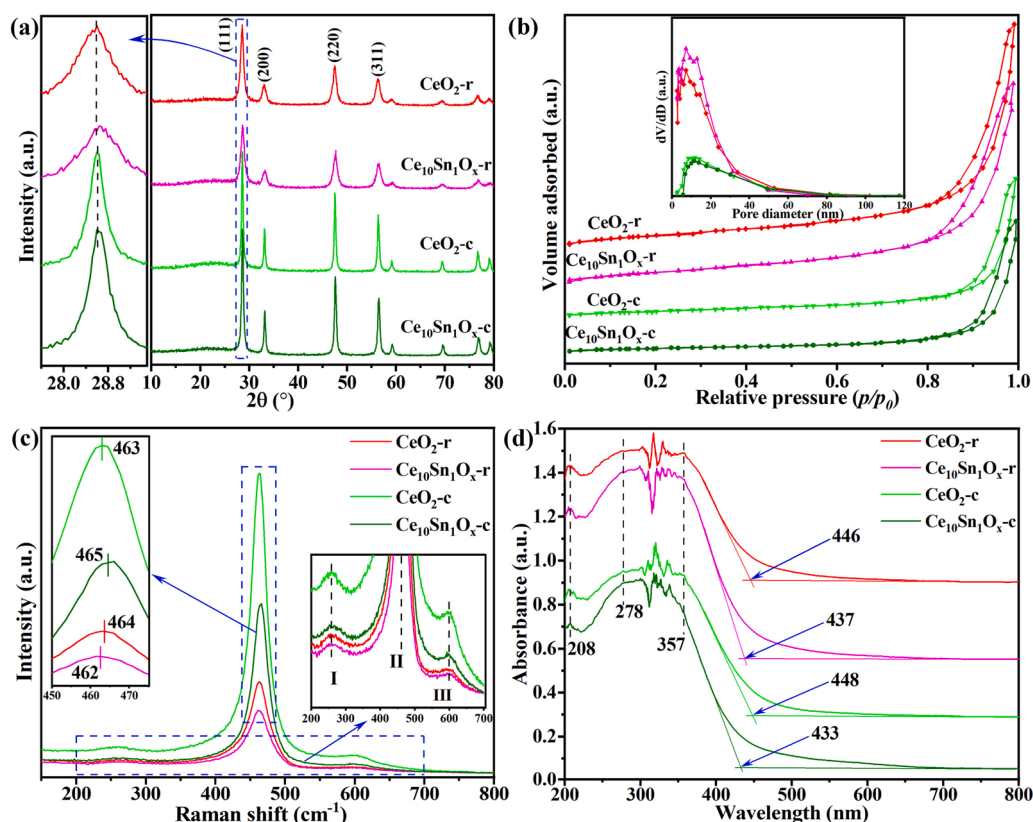 (a)
Intensity (a.u.)
(111)
(200)
(220)
(311)
CeO₂-r
Ce₁₀Sn₁Oₓ-r
CeO₂-c
Ce₁₀Sn₁Oₓ-c
28.0 28.8 10 20 30 40 50 60 70 80
2θ (°)
(b)
Volume adsorbed (a.u.)
dV/dD (a.u.)
0 20 40 60 80 100 120
Pore diameter (nm)
CeO₂-r
Ce₁₀Sn₁Oₓ-r
CeO₂-c
Ce₁₀Sn₁Oₓ-c
0.0 0.2 0.4 0.6 0.8 1.0
Relative pressure (p/p₀)
(c)
Intensity (a.u.)
463
465
464
462
450 460 470
CeO₂-r
Ce₁₀Sn₁Oₓ-r
CeO₂-c
Ce₁₀Sn₁Oₓ-c
I
II
III
200 300 400 500 600 700
200 300 400 500 600 700 800
Raman shift (cm⁻¹)
(d)
Absorbance (a.u.)
1.6
1.4
1.2
1.0
0.8
0.6
0.4
0.2
0.0
CeO₂-r
Ce₁₀Sn₁Oₓ-r
CeO₂-c
Ce₁₀Sn₁Oₓ-c
446
437
448
433
208
278
357
200 300 400 500 600 700 800
Wavelength (nm)